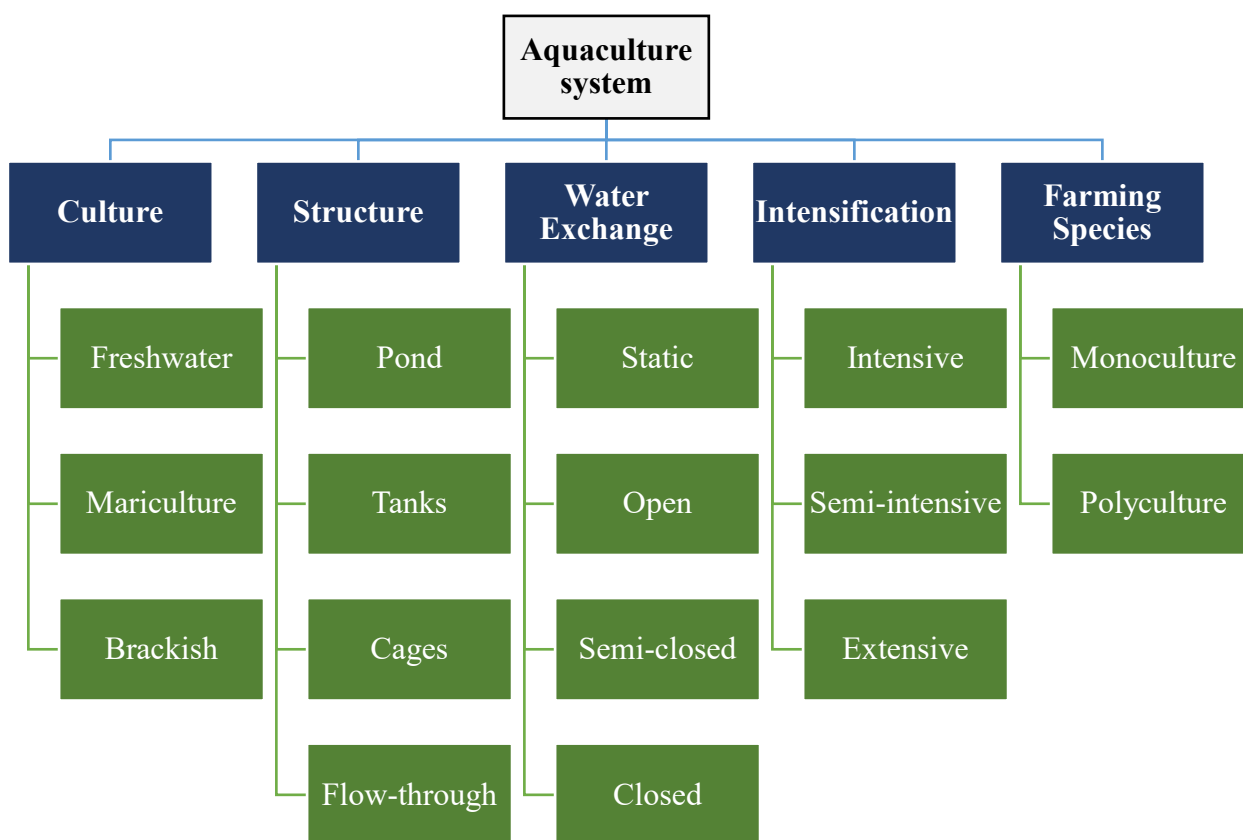 Aquaculture
system
Culture
Structure
Water
Exchange
Intensification
Farming
Species
Freshwater
Pond
Static
Intensive
Monoculture
Mariculture
Tanks
Open
Semi-intensive
Polyculture
Brackish
Cages
Semi-closed
Extensive
Flow-through
Closed